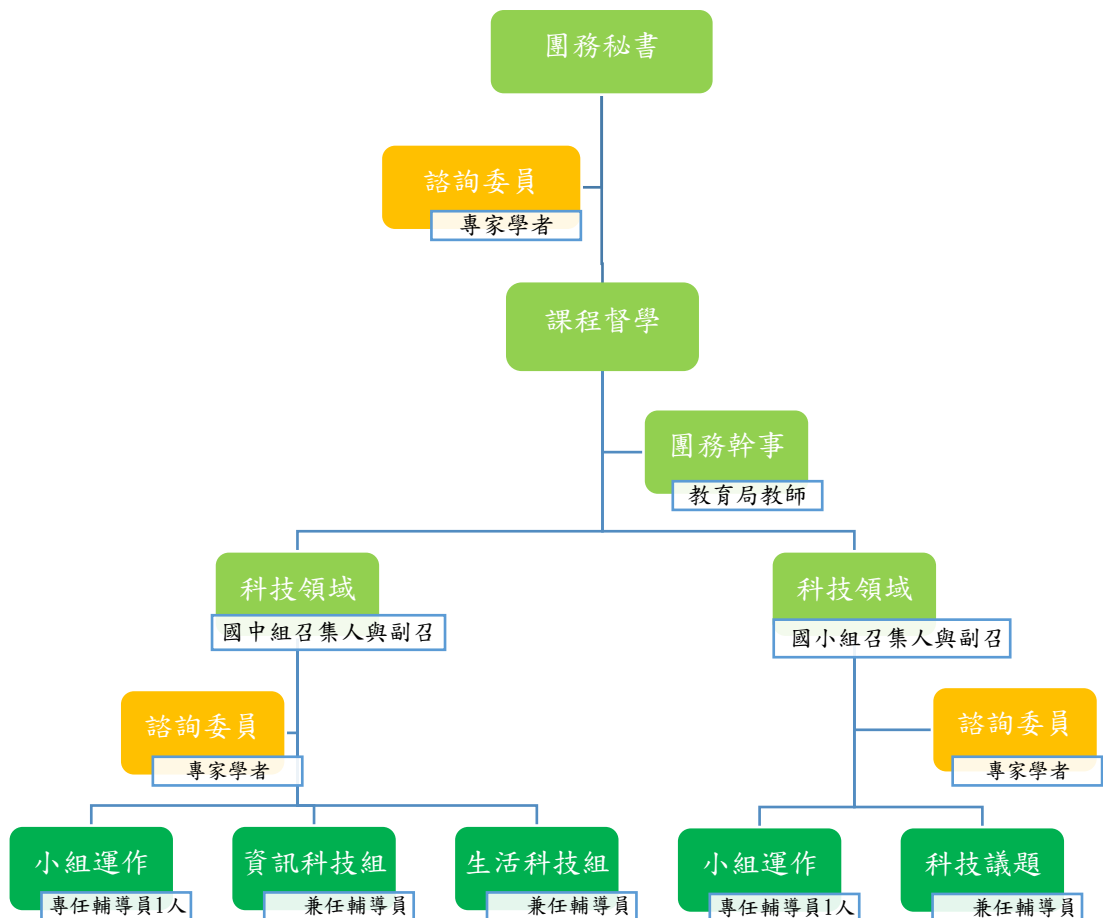 團務秘書
諮詢委員
專家學者
課程督學
團務幹事
教育局教師
科技領域
國中組召集人與副召
科技領域
國小組召集人與副召
諮詢委員
專家學者
諮詢委員
專家學者
小組運作
專任輔導員1人
資訊科技組
兼任輔導員
生活科技組
兼任輔導員
小組運作
專任輔導員1人
科技議題
兼任輔導員